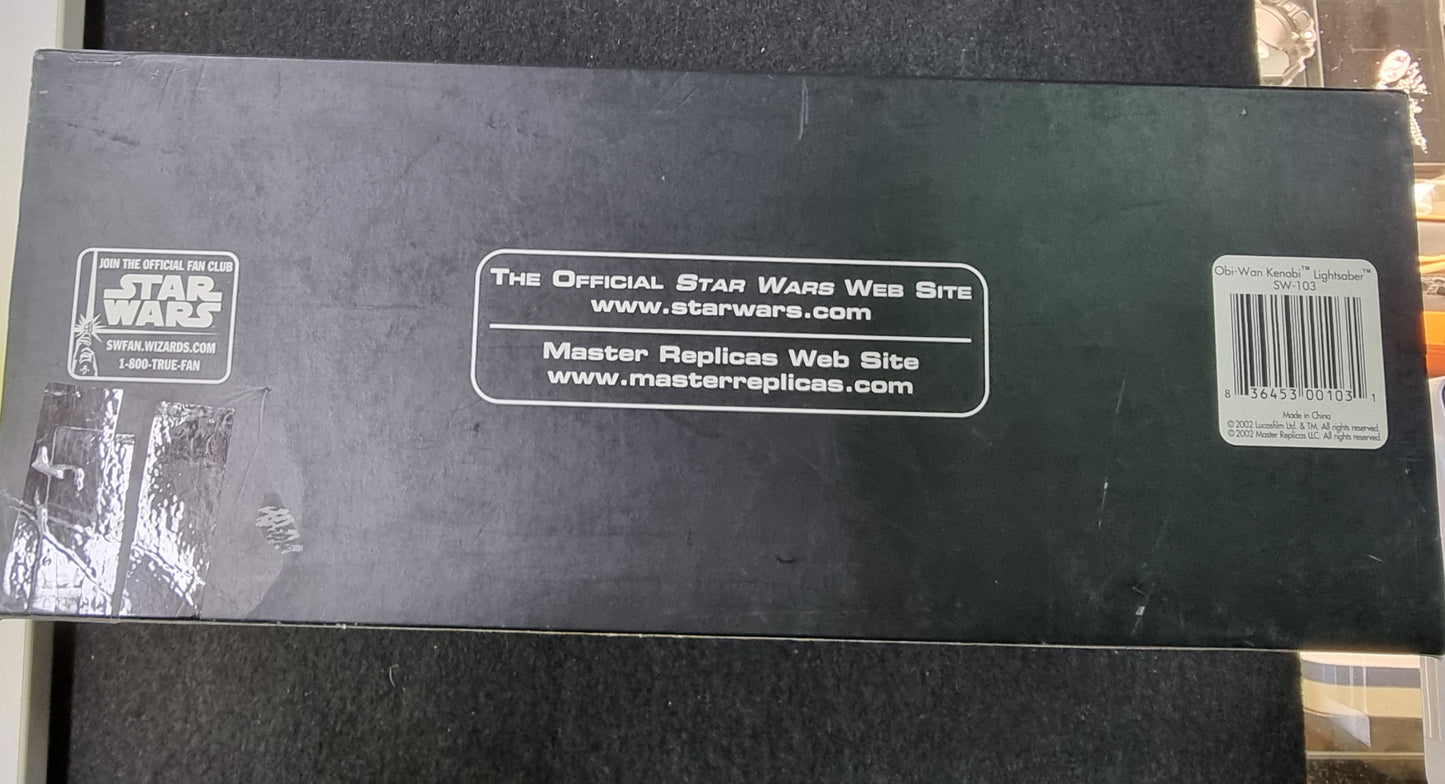 JOIN THE OFFICIAL FAN CLUB
STAR
WARS
SWFAN.WIZARDS.COM
1-800-TRUE-FAN
THE OFFICIAL STAR WARS WEB SITE
www.starwars.com
Master Replicas Web Site
www.masterreplicas.com
Obi-Wan Kenobi™ Lightsaber™
SW-103
8 36453 00103 1
Made in China
© 2002 Lucasfilm Ltd. & TM. All rights reserved.
© 2002 Master Replicas LLC. All rights reserved.